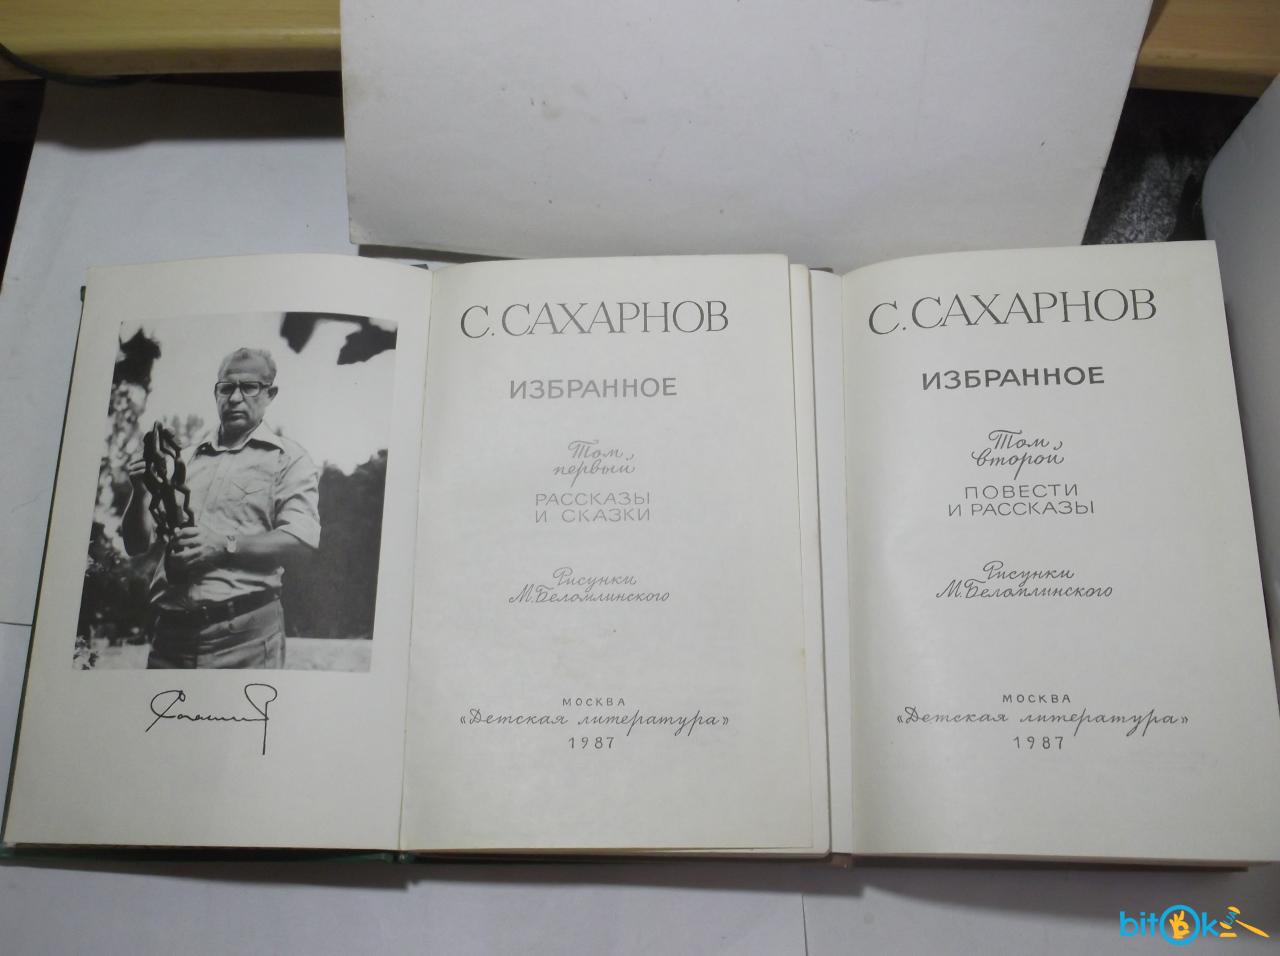 С. САХАРНОВ
ИЗБРАННОЕ
Том
первый
РАССКАЗЫ
И СКАЗКИ
Рисунки
М. Беломлинского
МОСКВА
«Детская литература»
1987
С. САХАРНОВ
ИЗБРАННОЕ
Том
второй
ПОВЕСТИ
И РАССКАЗЫ
Рисунки
М. Беломлинского
МОСКВА
«Детская литература»
1987
bitok